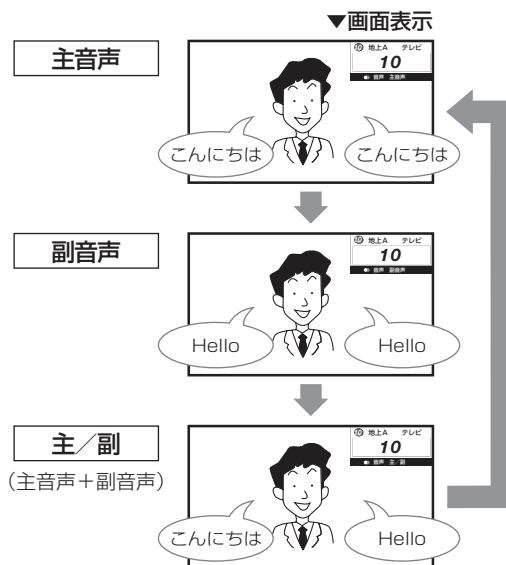 ▼画面表示
主音声
地上A テレビ
10
音声 主音声
こんにちは こんにちは
副音声
地上A テレビ
10
音声 副音声
Hello Hello
主／副
(主音声＋副音声)
地上A テレビ
10
音声 主／副
こんにちは Hello